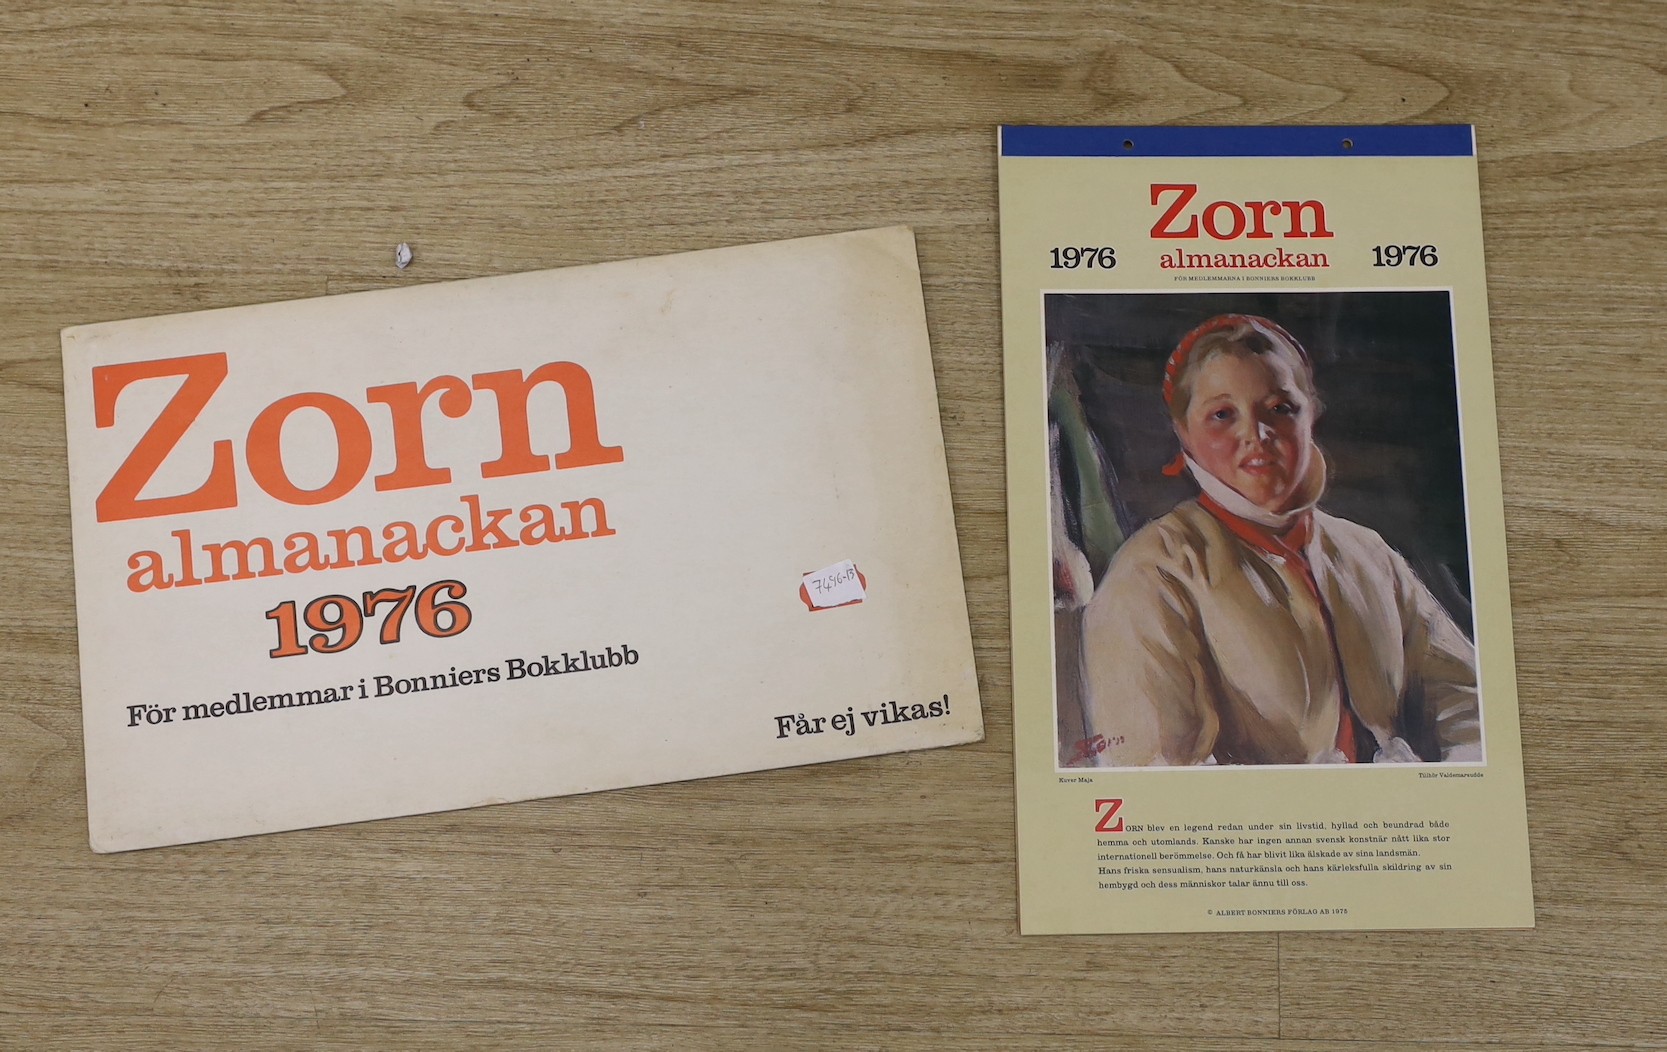 Zorn
almanackan
1976
För medlemmar i Bonniers Bokklubb
Får ej vikas!
Zorn
1976 almanackan 1976
FÖR MEDLEMMARNA I BONNIERS BOKKLUBB
Kuver Maja
Tillhör Valdemarsudde
ZORN blev en legend redan under sin livstid, hyllad och beundrad både
hemma och utomlands. Kanske har ingen annan svensk konstnär nått lika stor
internationell berömmelse. Och få har blivit lika älskade av sina landsmän.
Hans friska sensualism, hans naturkänsla och hans kärleksfulla skildring av sin
hembygd och dess människor talar ännu till oss.
© ALBERT BONNIERS FÖRLAG AB 1975